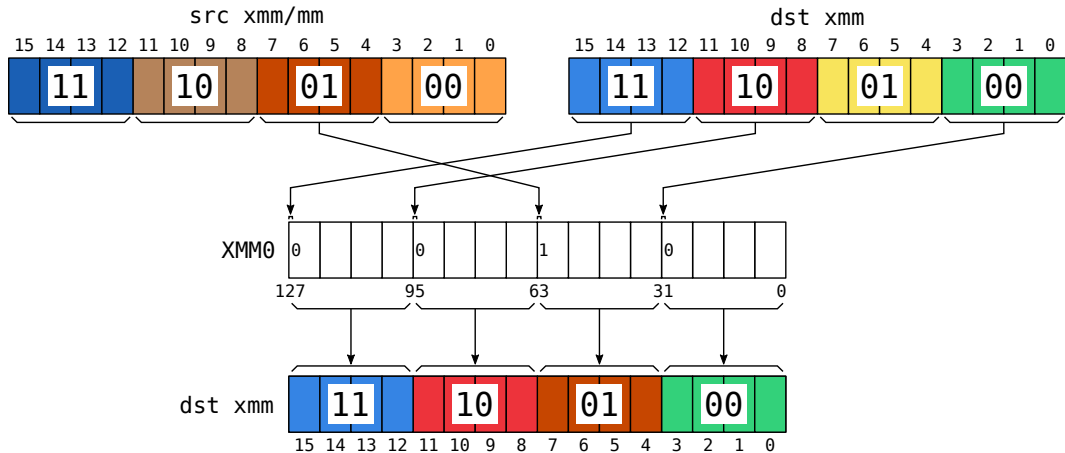 src xmm/mm dst xmm
15 14 13 12 11 10 9 8 7 6 5 4 3 2 1 0 15 14 13 12 11 10 9 8 7 6 5 4 3 2 1 0
11 10 01 00 11 10 01 00
XMM0 0 0 1 0
127 95 63 31 0
dst xmm 11 10 01 00
15 14 13 12 11 10 9 8 7 6 5 4 3 2 1 0